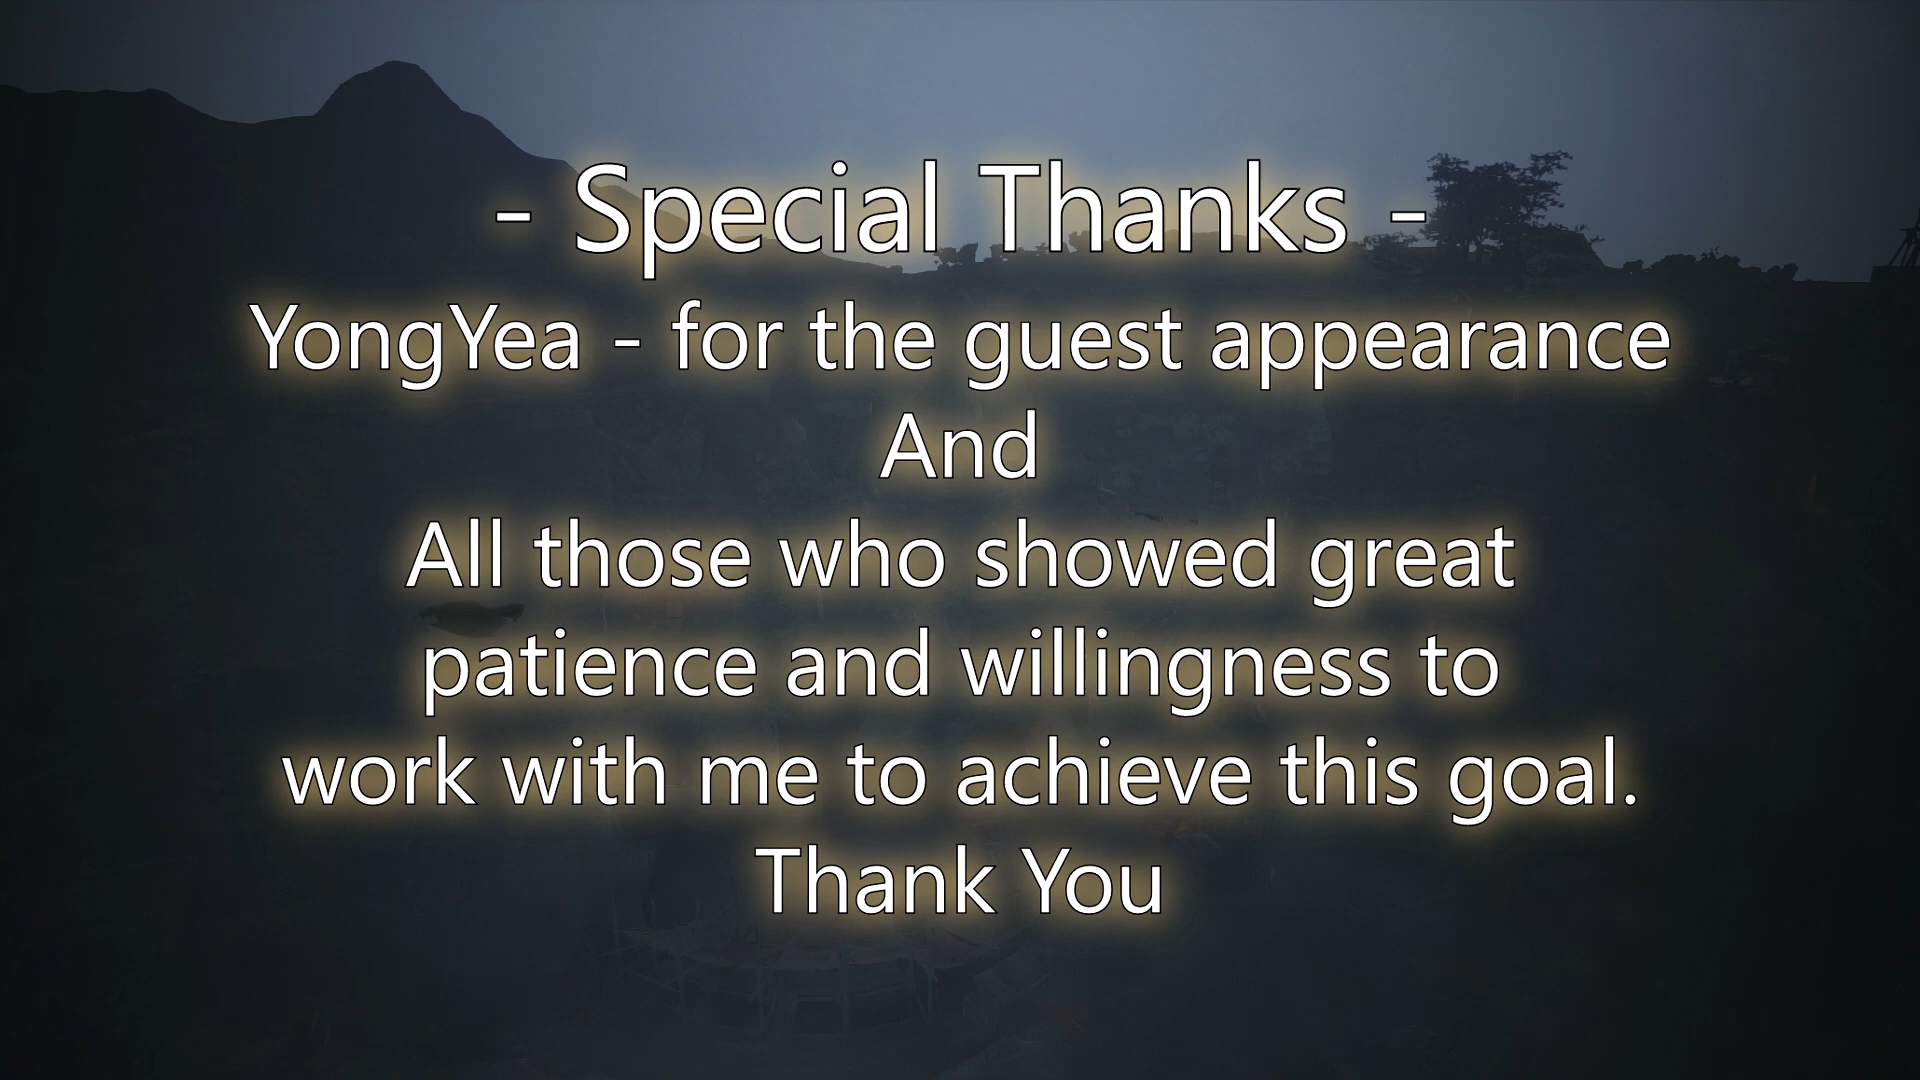 - Special Thanks -
YongYea - for the guest appearance
And
All those who showed great
patience and willingness to
work with me to achieve this goal.
Thank You